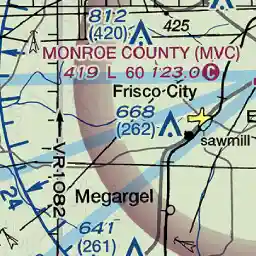 812
(420)
425
MONROE COUNTY (MVC)
419 L 60 123.0 C
Frisco City
668
(262)
sawmill
VR1082
24
Megargel
641
(261)